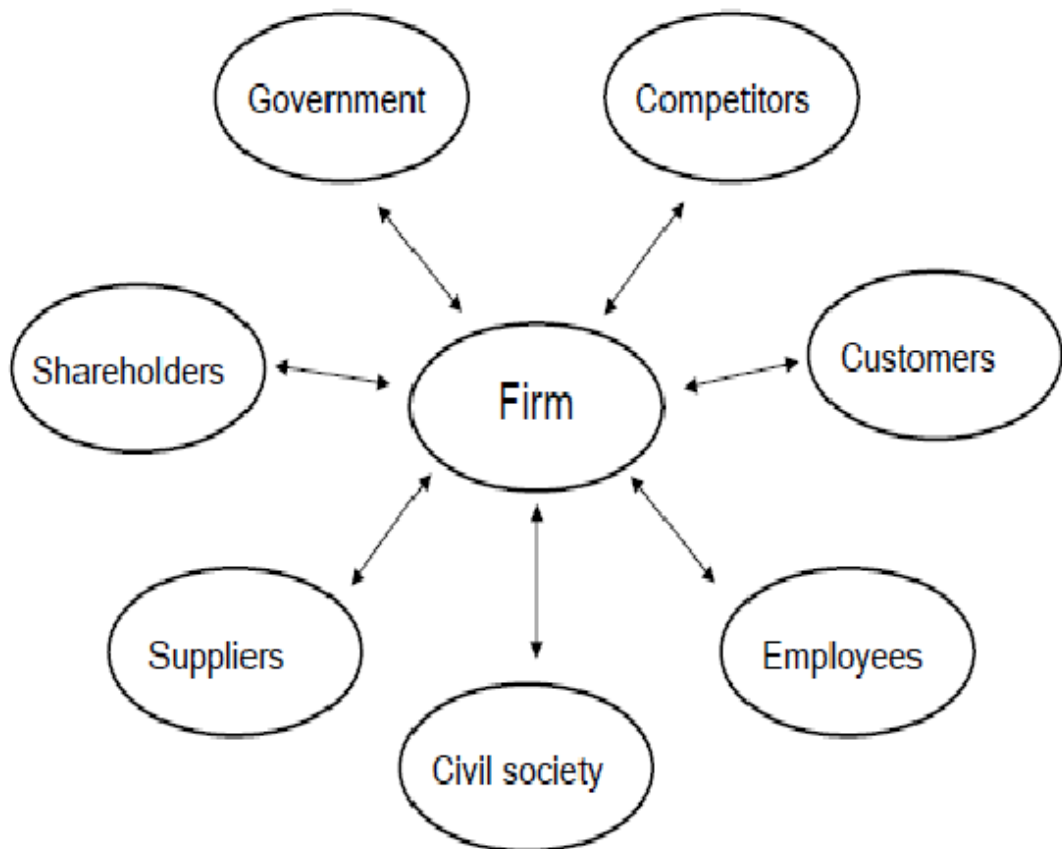 Government
Competitors
Shareholders
Firm
Customers
Suppliers
Employees
Civil society